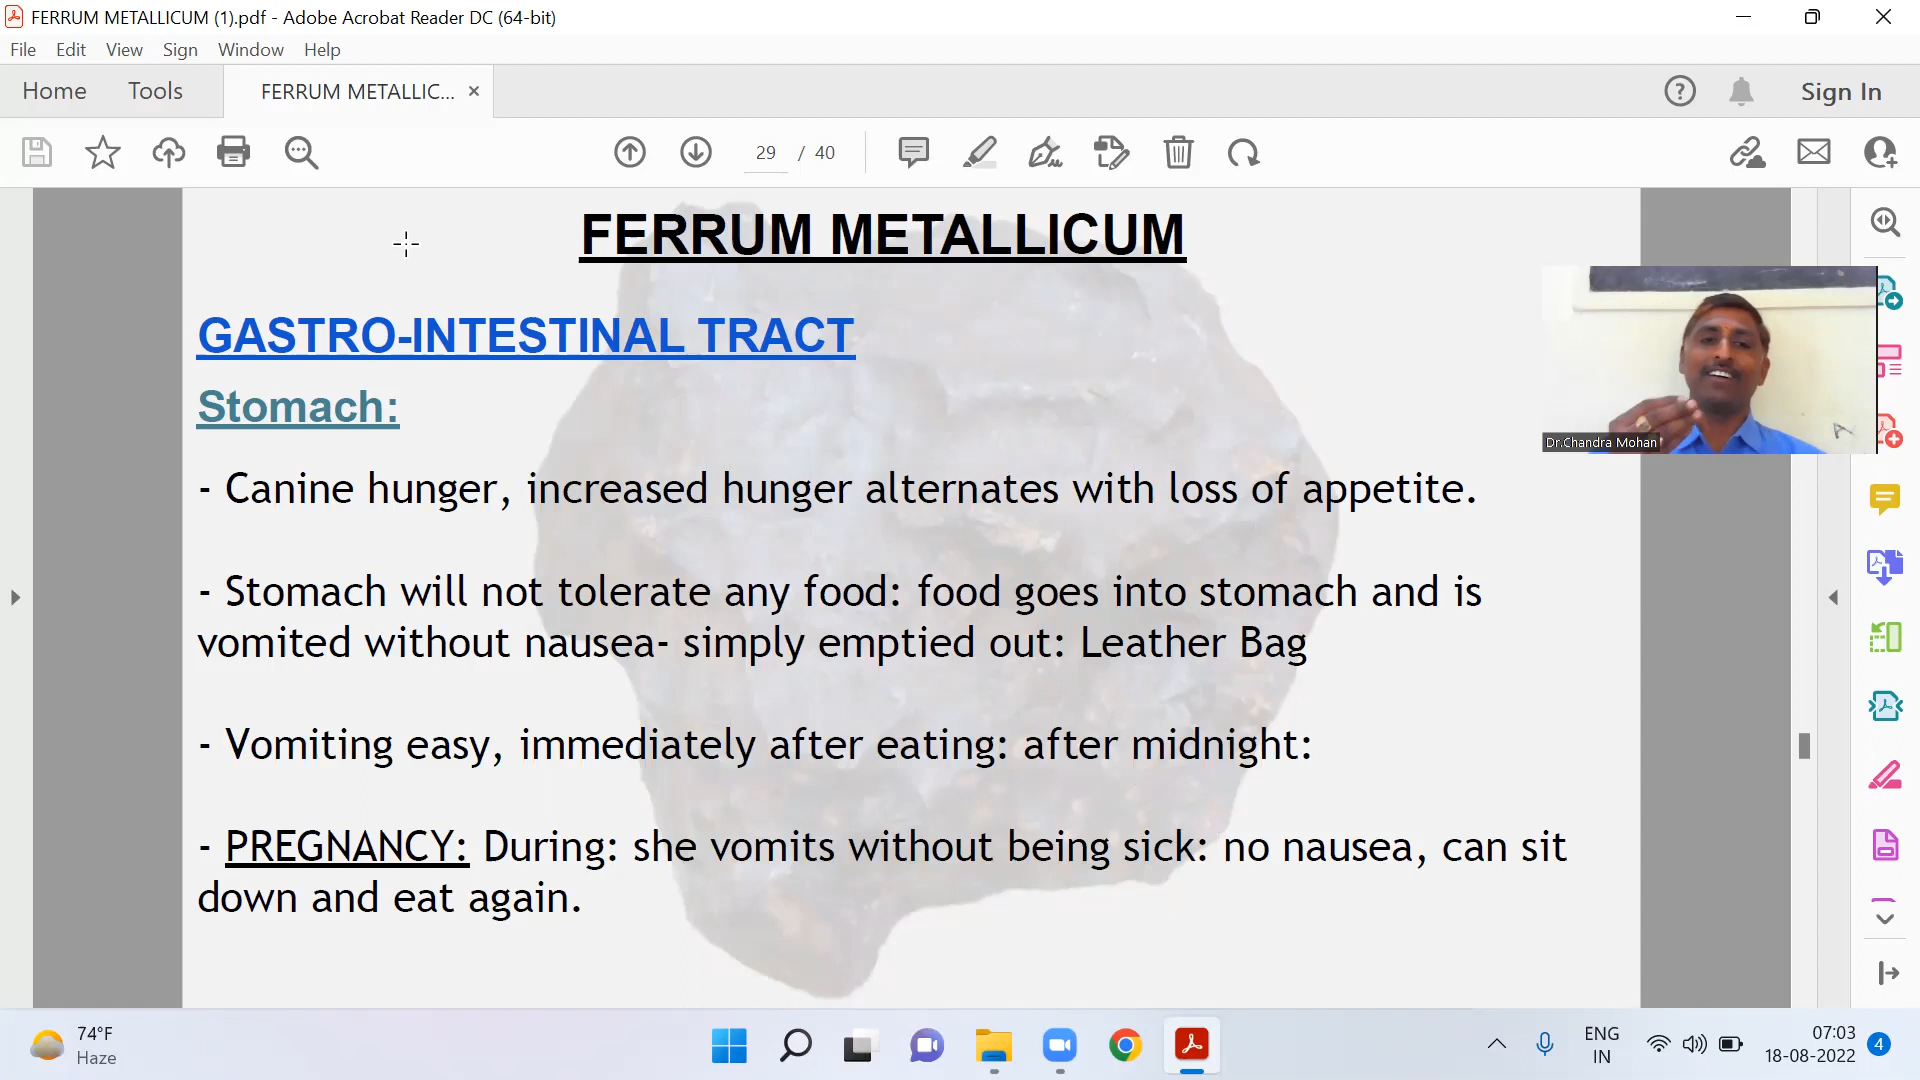 FERRUM METALLICUM (1).pdf - Adobe Acrobat Reader DC (64-bit)
File Edit View Sign Window Help
Home Tools FERRUM METALLIC... × Sign In
29 / 40
FERRUM METALLICUM
GASTRO-INTESTINAL TRACT
Stomach:
- Canine hunger, increased hunger alternates with loss of appetite.
- Stomach will not tolerate any food: food goes into stomach and is
vomited without nausea- simply emptied out: Leather Bag
- Vomiting easy, immediately after eating: after midnight:
- PREGNANCY: During: she vomits without being sick: no nausea, can sit
down and eat again.
Dr.Chandra Mohan
74°F
Haze
ENG
IN
07:03
18-08-2022
4